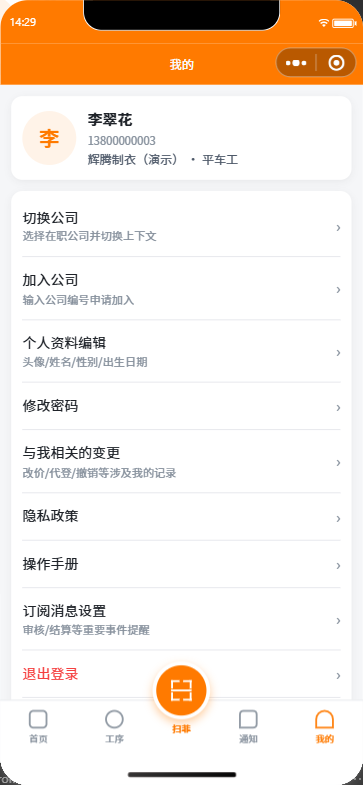 14:29
我的
李
李翠花
13800000003
辉腾制衣（演示） · 平车工
切换公司
选择在职公司并切换上下文
加入公司
输入公司编号申请加入
个人资料编辑
头像/姓名/性别/出生日期
修改密码
与我相关的变更
改价/代登/撤销等涉及我的记录
隐私政策
操作手册
订阅消息设置
审核/结算等重要事件提醒
退出登录
首页
工序
扫菲
通知
我的